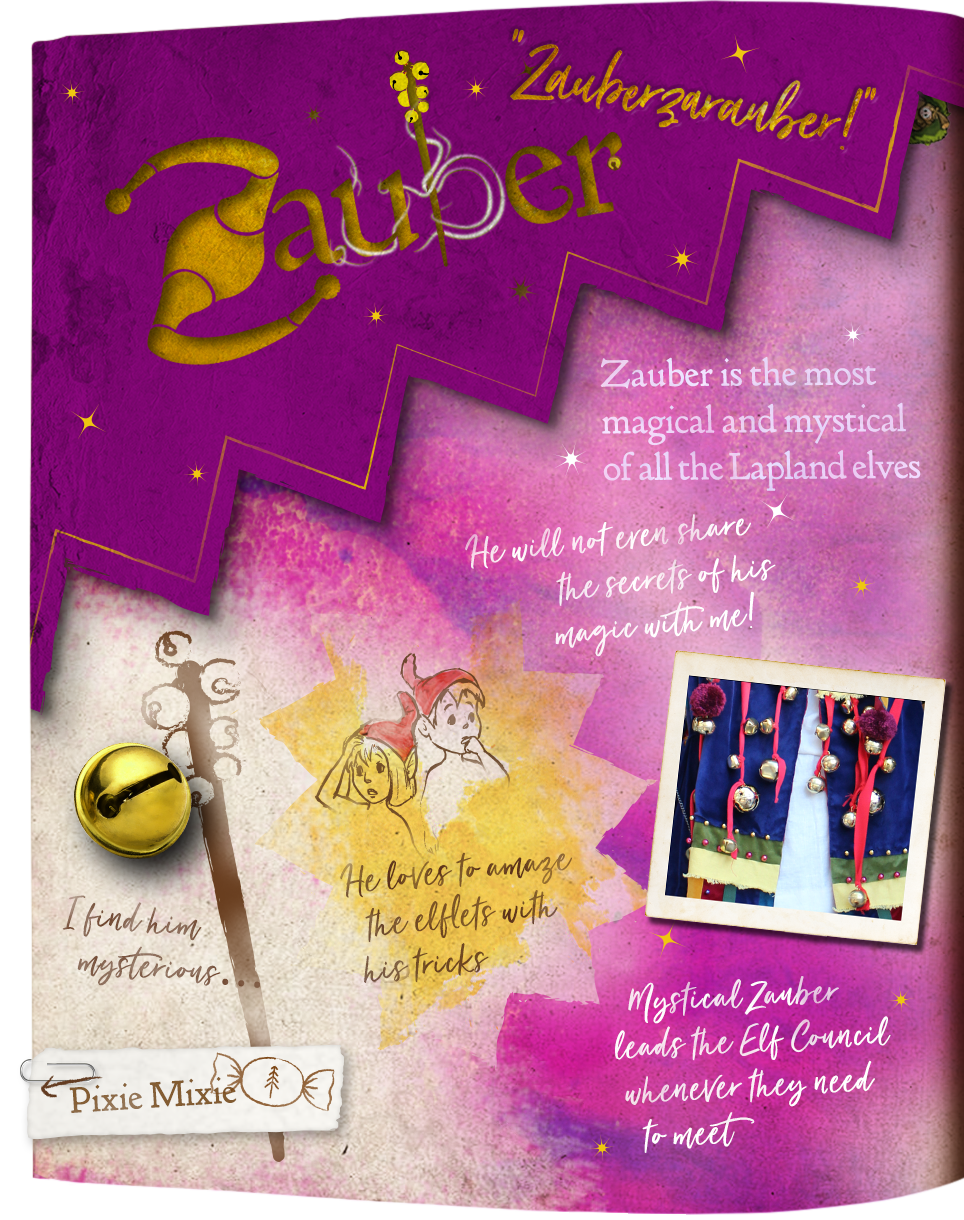 "Zauberzarauber!"
Zauber
Zauber is the most
magical and mystical
of all the Lapland elves
He will not even share
the secrets of his
magic with me!
He loves to amaze
the elflets with
his tricks
I find him
mysterious...
Mystical Zauber
leads the Elf Council
whenever they need
to meet
Pixie Mixie